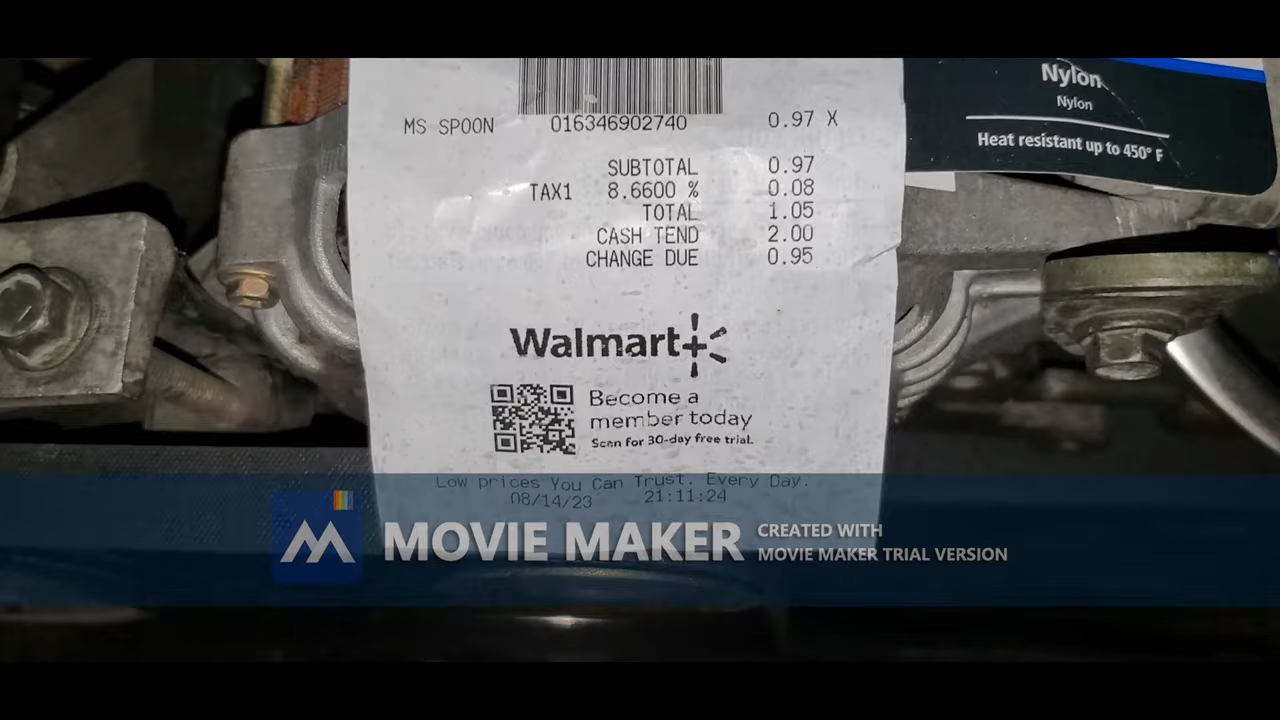 Nylon
Nylon
Heat resistant up to 450° F
MS SPOON 016346902740 0.97 X
SUBTOTAL 0.97
TAX1 8.6600 % 0.08
TOTAL 1.05
CASH TEND 2.00
CHANGE DUE 0.95
Walmart+
Become a
member today
Scan for 30-day free trial.
Low prices You Can Trust. Every Day.
08/14/23 21:11:24
MOVIE MAKER
CREATED WITH
MOVIE MAKER TRIAL VERSION